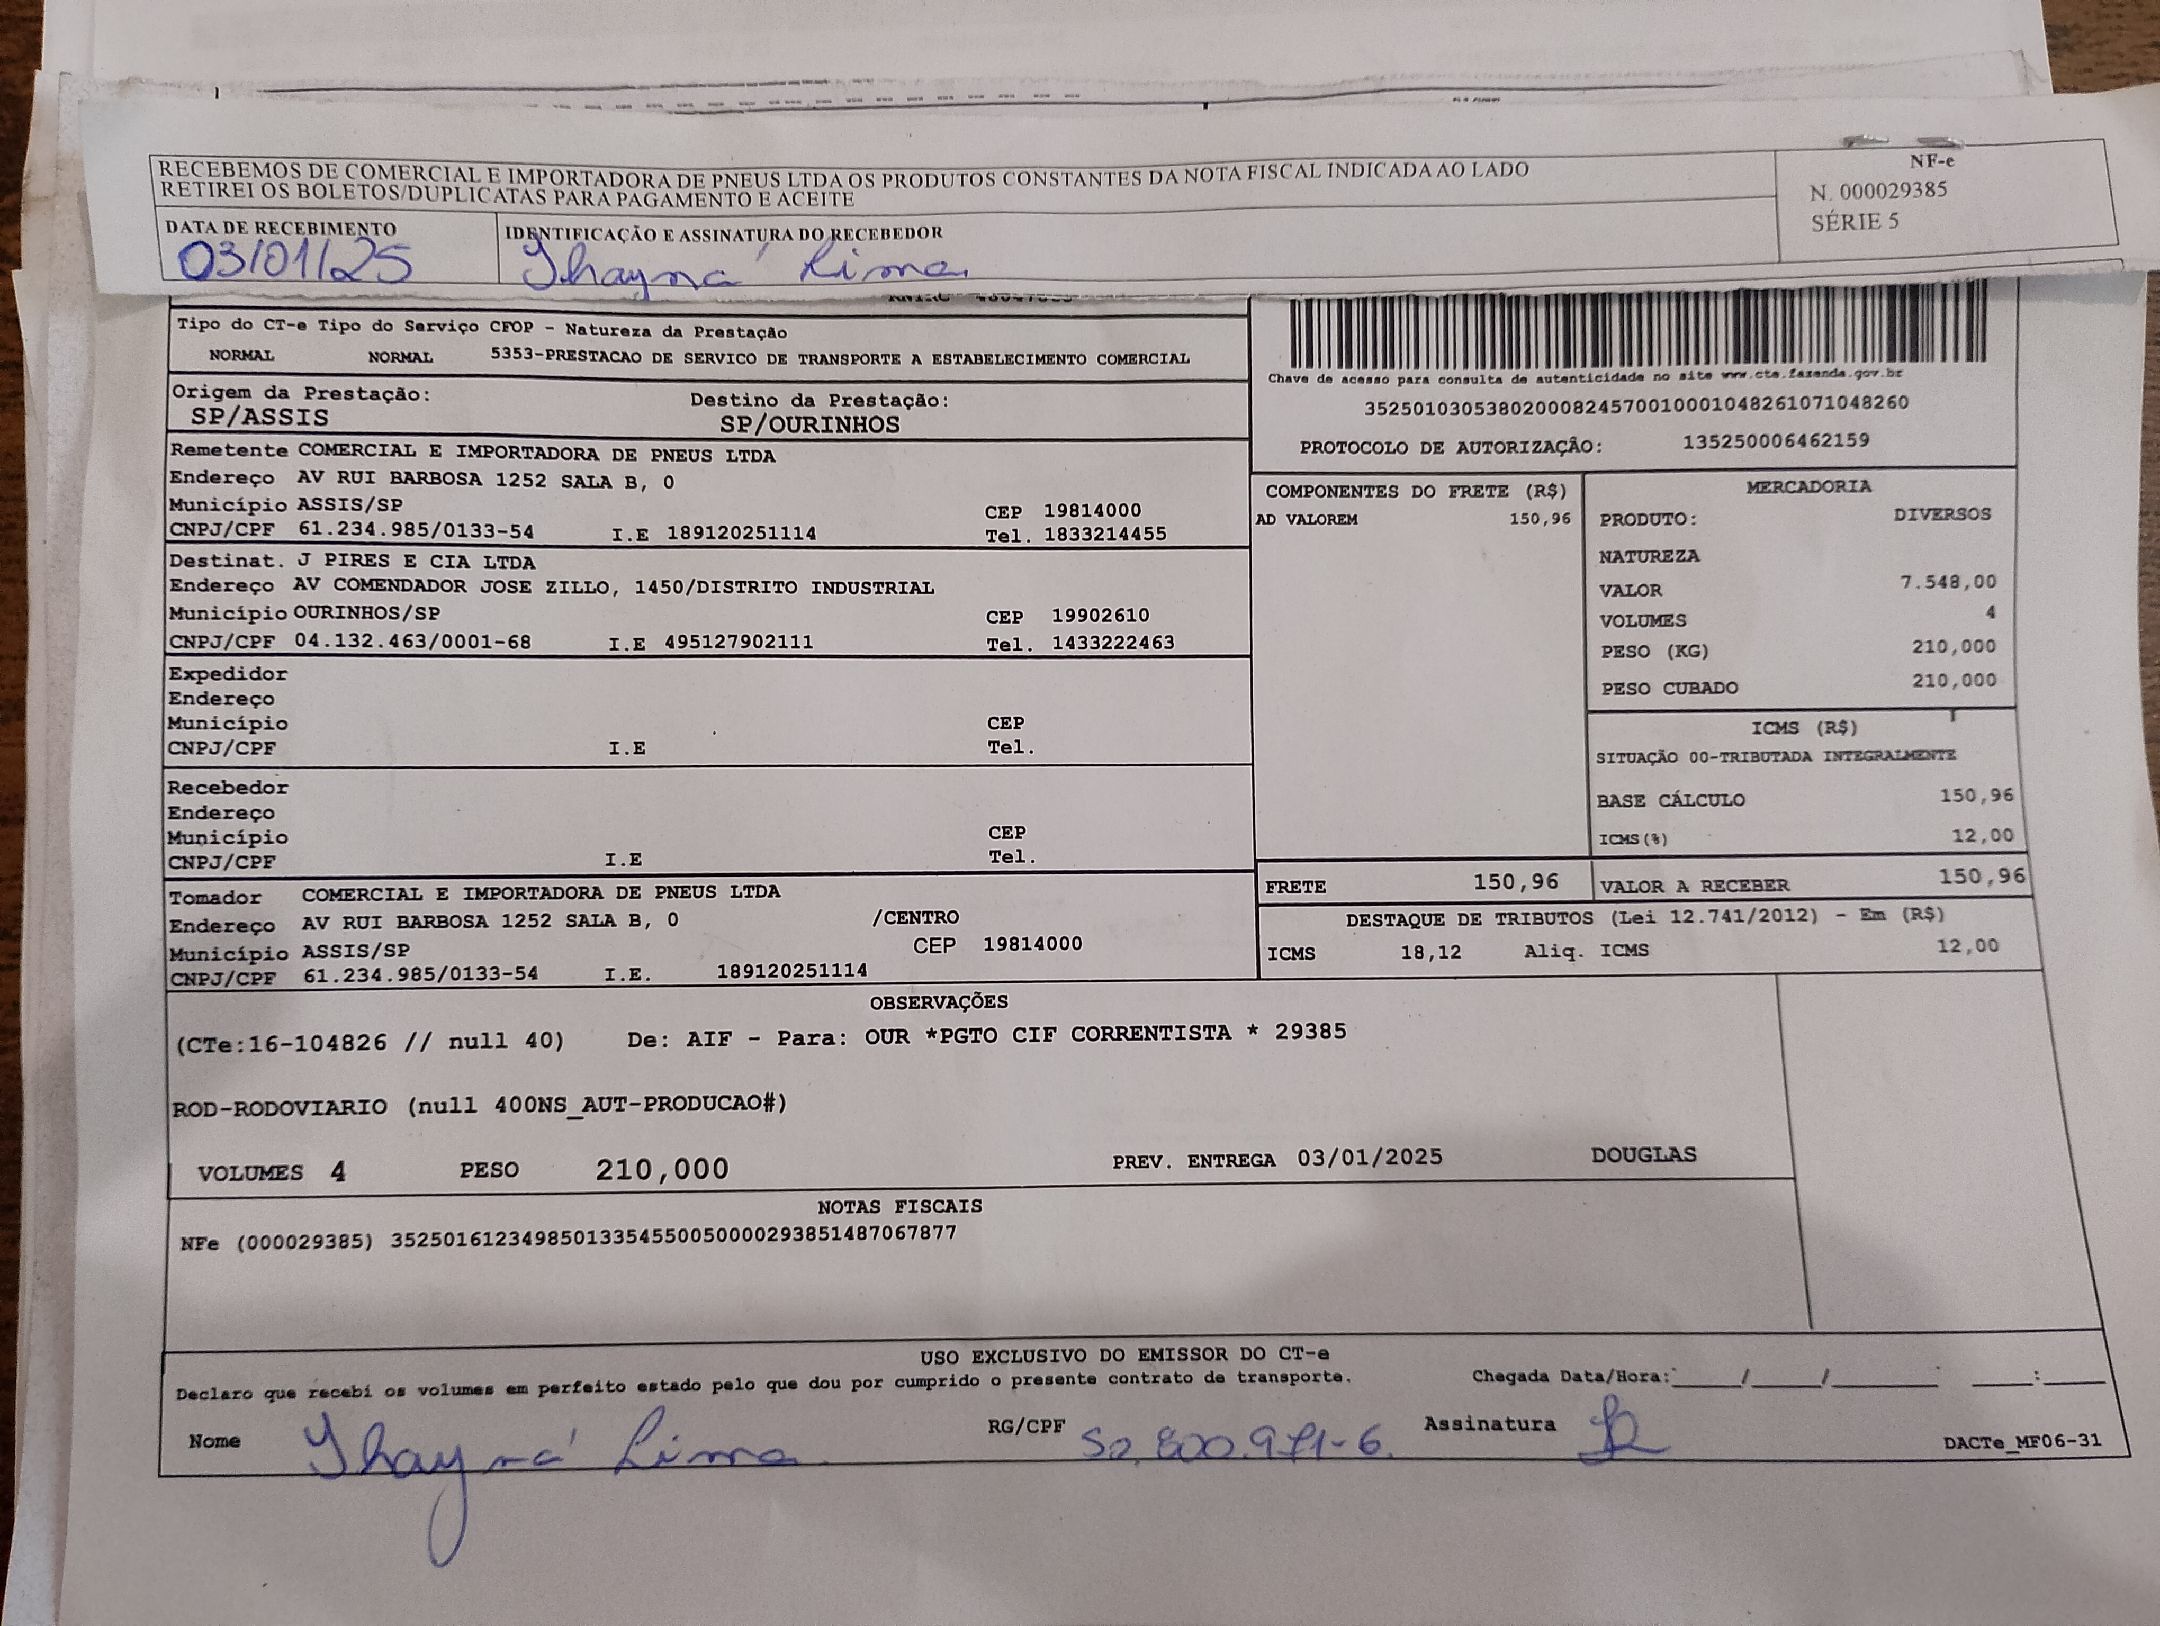 RECEBEMOS DE COMERCIAL E IMPORTADORA DE PNEUS LTDA OS PRODUTOS CONSTANTES DA NOTA FISCAL INDICADA AO LADO
RETIREI OS BOLETOS/DUPLICATAS PARA PAGAMENTO E ACEITE
NF-e
N. 000029385
SÉRIE 5
DATA DE RECEBIMENTO
03/01/25
IDENTIFICAÇÃO E ASSINATURA DO RECEBEDOR
Thayná Lima
Tipo do CT-e Tipo do Serviço CFOP - Natureza da Prestação
NORMAL NORMAL 5353-PRESTACAO DE SERVICO DE TRANSPORTE A ESTABELECIMENTO COMERCIAL
Origem da Prestação: Destino da Prestação:
SP/ASSIS SP/OURINHOS
Chave de acesso para consulta de autenticidade no site www.cte.fazenda.gov.br
35250103053802000824570010001048261071048260
PROTOCOLO DE AUTORIZAÇÃO: 135250006462159
Remetente COMERCIAL E IMPORTADORA DE PNEUS LTDA
Endereço AV RUI BARBOSA 1252 SALA B, 0
Município ASSIS/SP CEP 19814000
CNPJ/CPF 61.234.985/0133-54 I.E 189120251114 Tel. 1833214455
Destinat. J PIRES E CIA LTDA
Endereço AV COMENDADOR JOSE ZILLO, 1450/DISTRITO INDUSTRIAL
Município OURINHOS/SP CEP 19902610
CNPJ/CPF 04.132.463/0001-68 I.E 495127902111 Tel. 1433222463
Expedidor
Endereço
Município CEP
CNPJ/CPF I.E Tel.
Recebedor
Endereço
Município CEP
CNPJ/CPF I.E Tel.
Tomador COMERCIAL E IMPORTADORA DE PNEUS LTDA
Endereço AV RUI BARBOSA 1252 SALA B, 0 /CENTRO
Município ASSIS/SP CEP 19814000
CNPJ/CPF 61.234.985/0133-54 I.E. 189120251114
COMPONENTES DO FRETE (R$)
AD VALOREM 150,96
MERCADORIA
PRODUTO: DIVERSOS
NATUREZA
VALOR 7.548,00
VOLUMES 4
PESO (KG) 210,000
PESO CUBADO 210,000
ICMS (R$)
SITUAÇÃO 00-TRIBUTADA INTEGRALMENTE
BASE CÁLCULO 150,96
ICMS(%) 12,00
FRETE 150,96 VALOR A RECEBER 150,96
DESTAQUE DE TRIBUTOS (Lei 12.741/2012) - Em (R$)
ICMS 18,12 Aliq. ICMS 12,00
OBSERVAÇÕES
(CTe:16-104826 // null 40) De: AIF - Para: OUR *PGTO CIF CORRENTISTA * 29385
ROD-RODOVIARIO (null 400NS_AUT-PRODUCAO#)
VOLUMES 4 PESO 210,000 PREV. ENTREGA 03/01/2025 DOUGLAS
NOTAS FISCAIS
NFe (000029385) 35250161234985013354550050000293851487067877
USO EXCLUSIVO DO EMISSOR DO CT-e
Declaro que recebi os volumes em perfeito estado pelo que dou por cumprido o presente contrato de transporte. Chegada Data/Hora: / / :
Nome Thayná Lima RG/CPF 50.800.971-6 Assinatura
DACTe_MF06-31